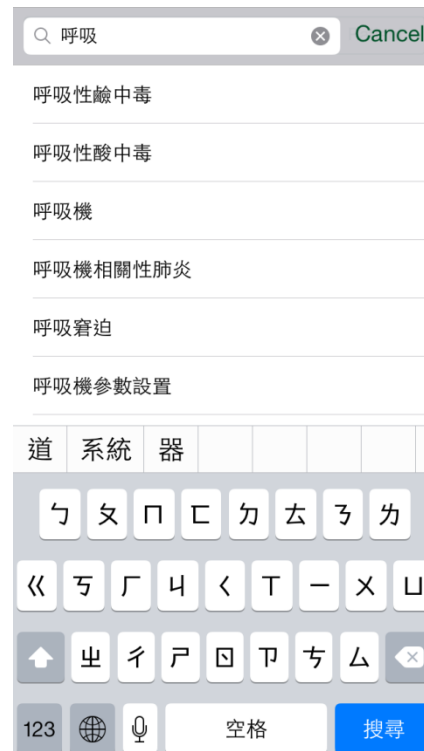 呼吸 Cancel
呼吸性鹼中毒
呼吸性酸中毒
呼吸機
呼吸機相關性肺炎
呼吸窘迫
呼吸機參數設置
道 系統 器
ㄅ ㄆ ㄇ ㄈ ㄉ ㄊ ㄋ ㄌ
ㄍ ㄎ ㄏ ㄐ ㄑ ㄒ ㄧ ㄨ ㄩ
ㄓ ㄔ ㄕ ㄖ ㄗ ㄘ ㄙ
123 空格 搜尋